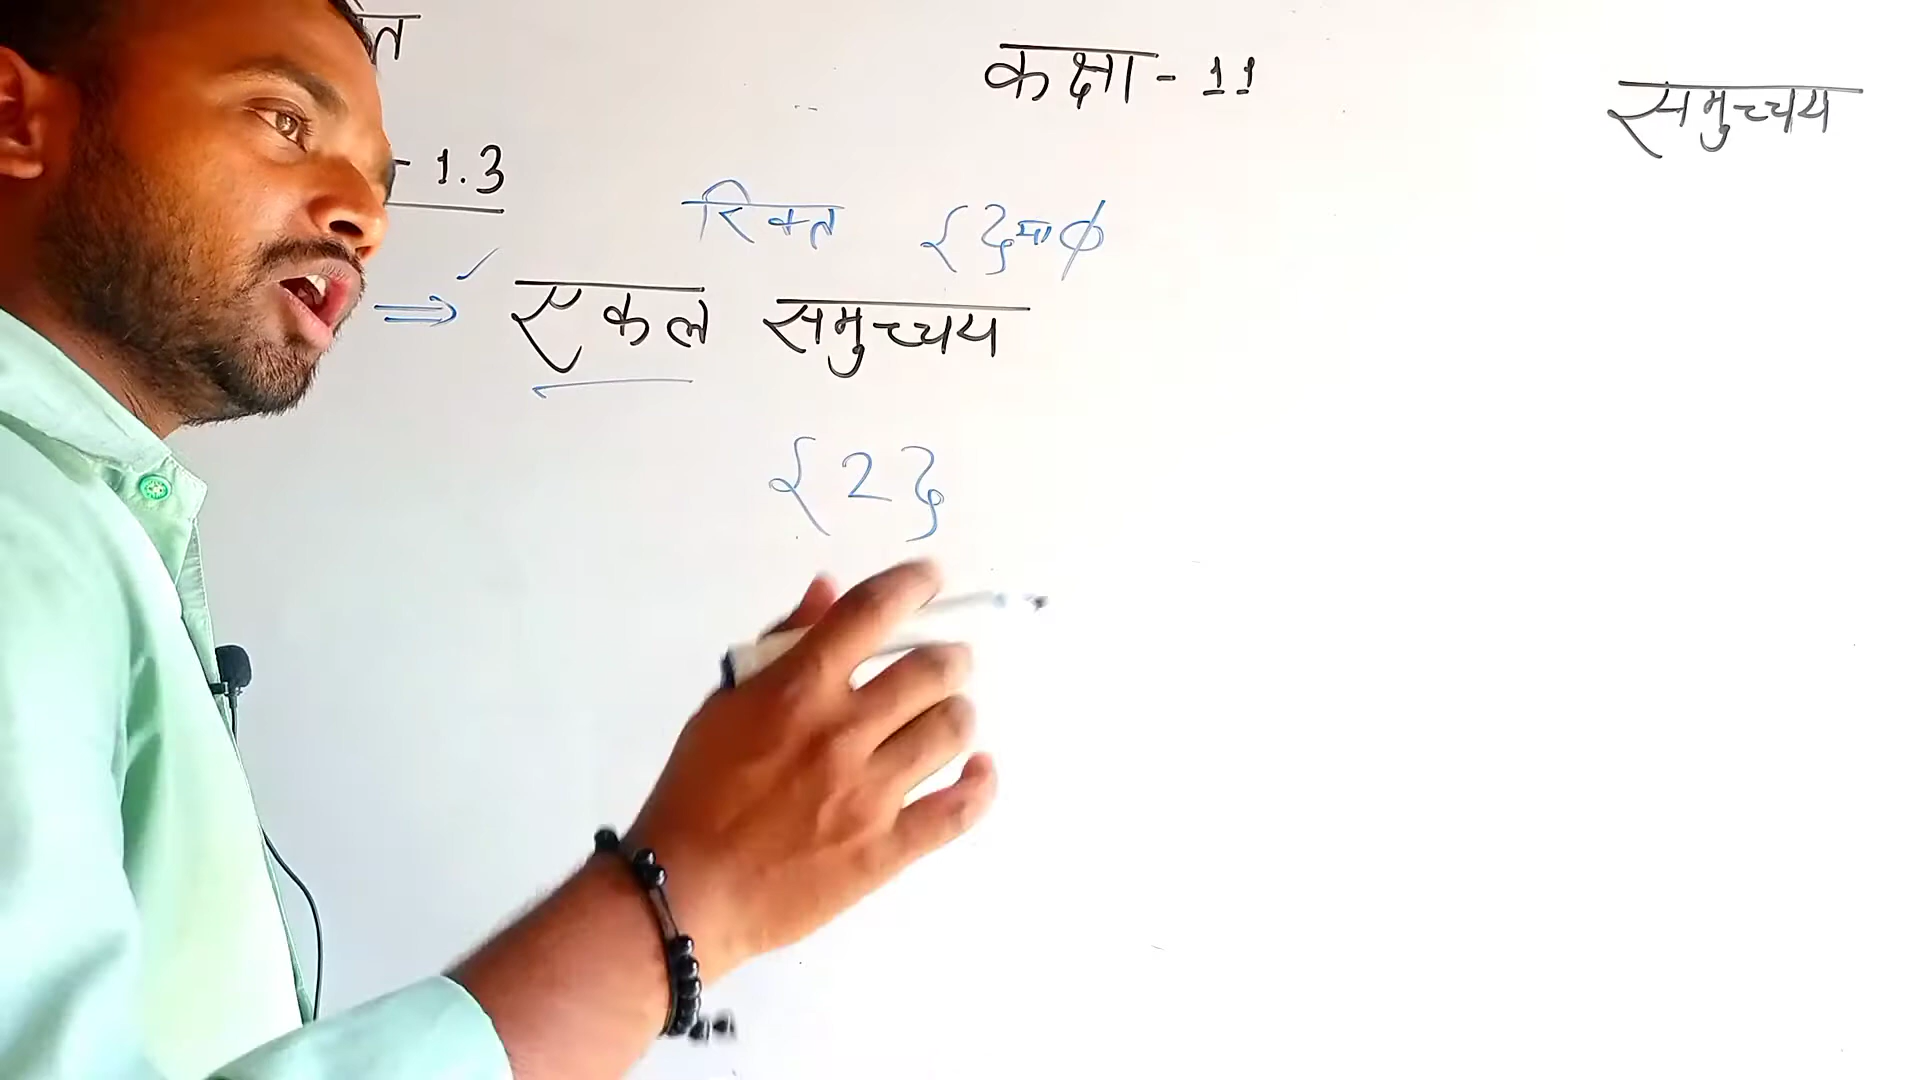 कक्षा - 11
समुच्चय
- 1.3
रिक्त { } या ϕ
⇒ एकल समुच्चय
{ 2 }